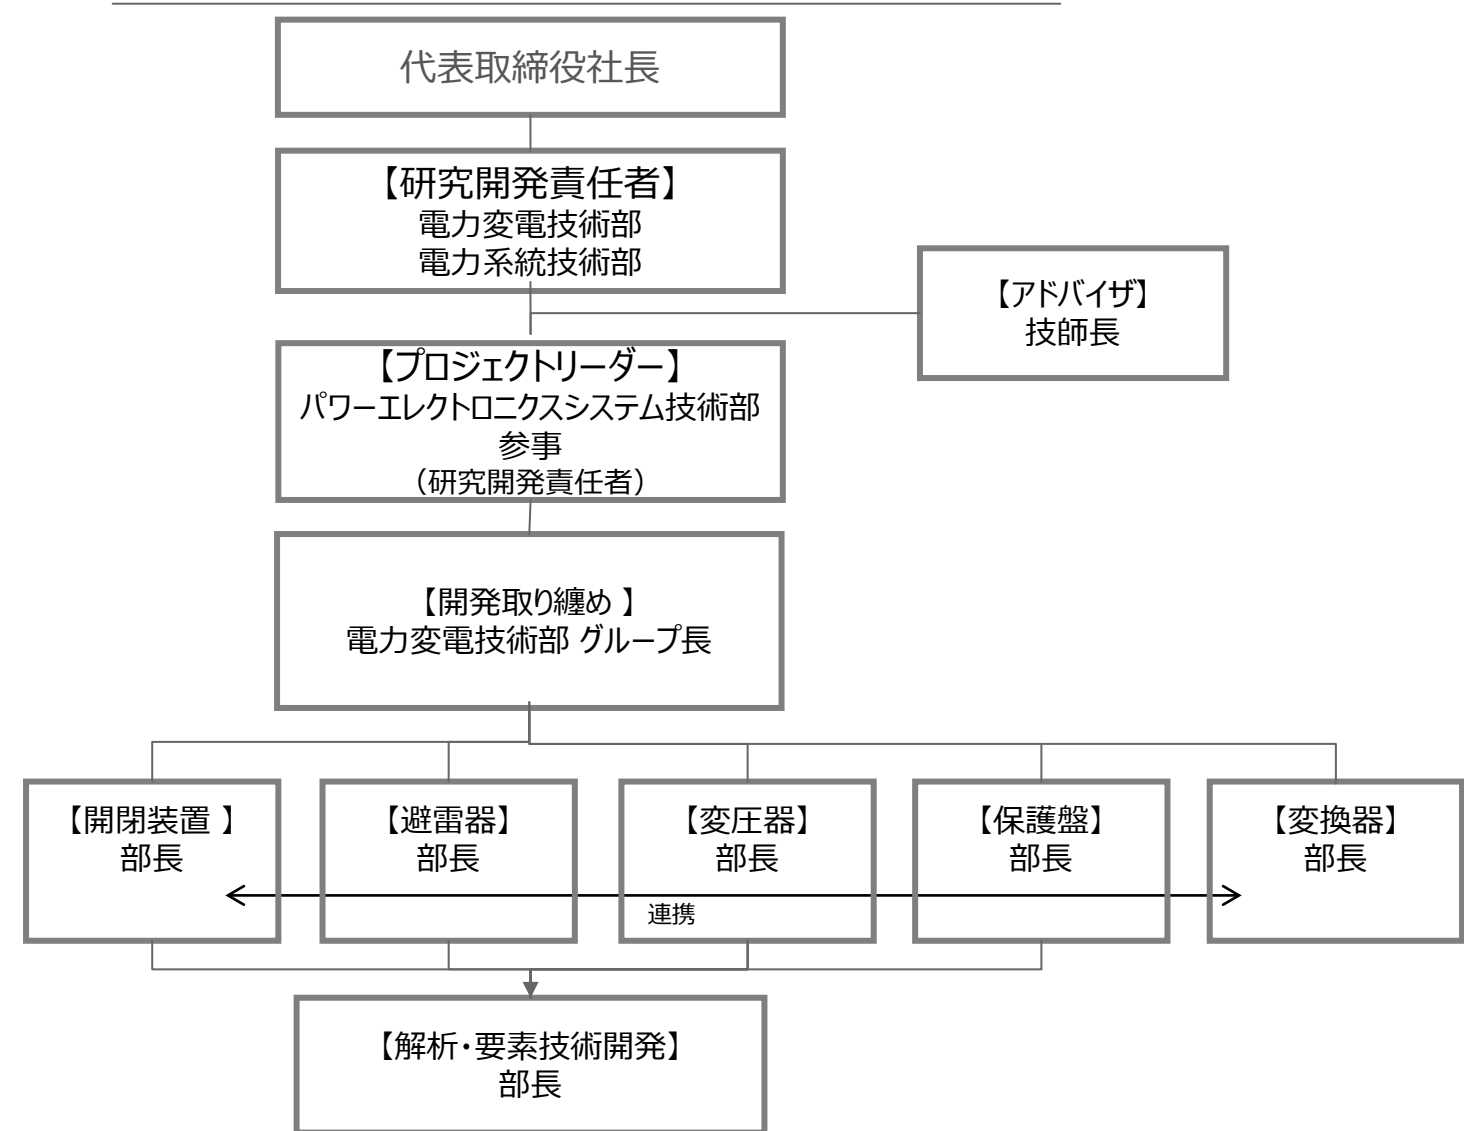 代表取締役社長
【研究開発責任者】
電力変電技術部
電力系統技術部
【アドバイザ】
技師長
【プロジェクトリーダー】
パワーエレクトロニクスシステム技術部
参事
（研究開発責任者）
【開発取り纏め 】
電力変電技術部 グループ長
【開閉装置 】
部長
【避雷器】
部長
【変圧器】
部長
【保護盤】
部長
【変換器】
部長
連携
【解析・要素技術開発】
部長